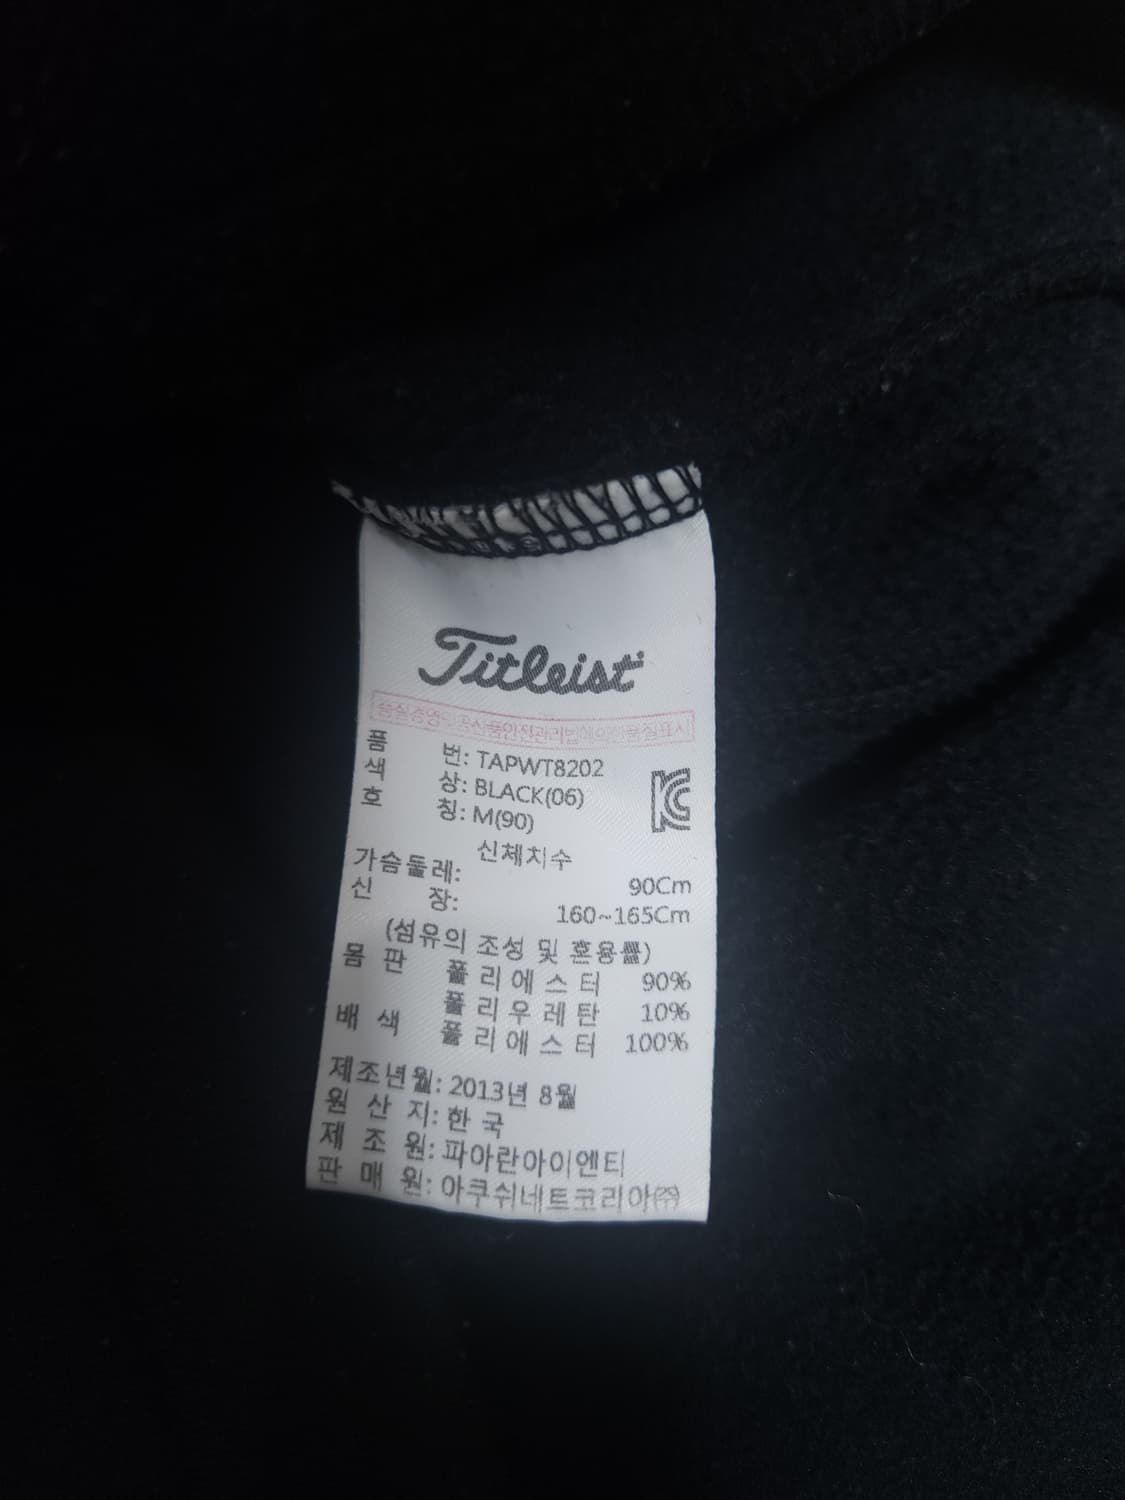 Titleist
품질경영및공산품안전관리법에의한품질표시
품 번: TAPWT8202
색 상: BLACK(06)
호 칭: M(90)
신체치수
가슴둘레: 90Cm
신 장: 160~165Cm
(섬유의 조성 및 혼용률)
몸 판 폴리에스터 90%
폴리우레탄 10%
배 색 폴리에스터 100%
제조년월: 2013년 8월
원 산 지: 한 국
제 조 원: 파아란아이엔티
판 매 원: 아쿠쉬네트코리아㈜